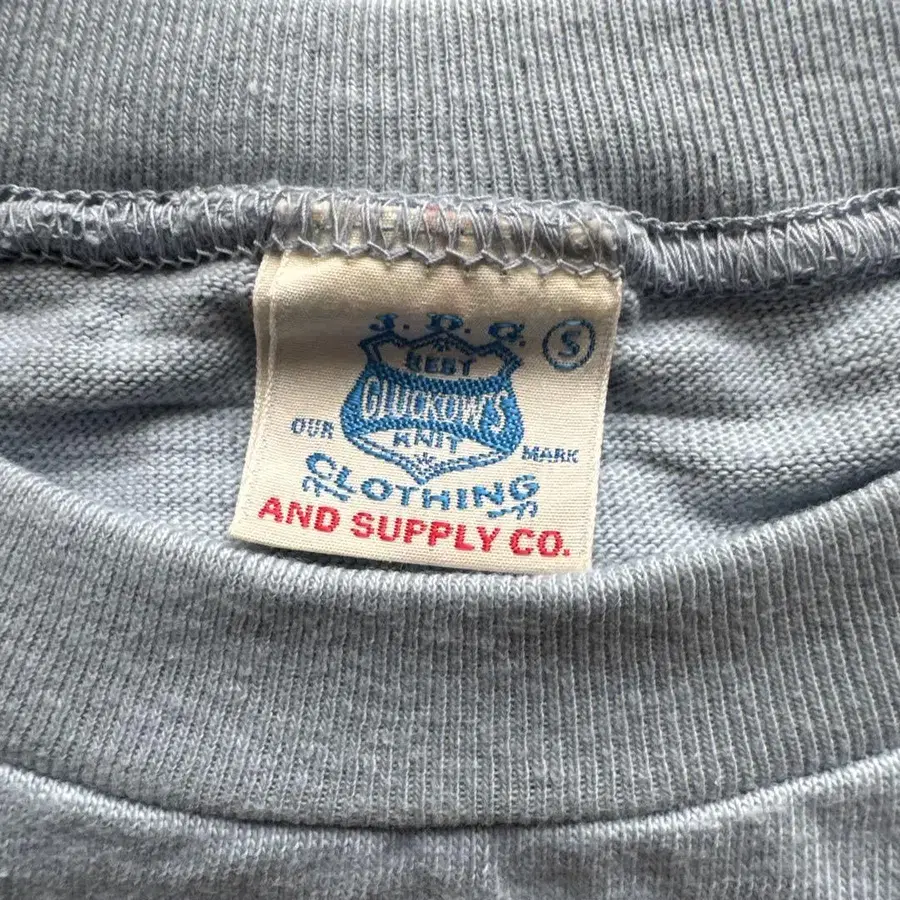 J.D.G.
S
BEST
GLUCKOW'S
OUR KNIT MARK
CLOTHING
AND SUPPLY CO.